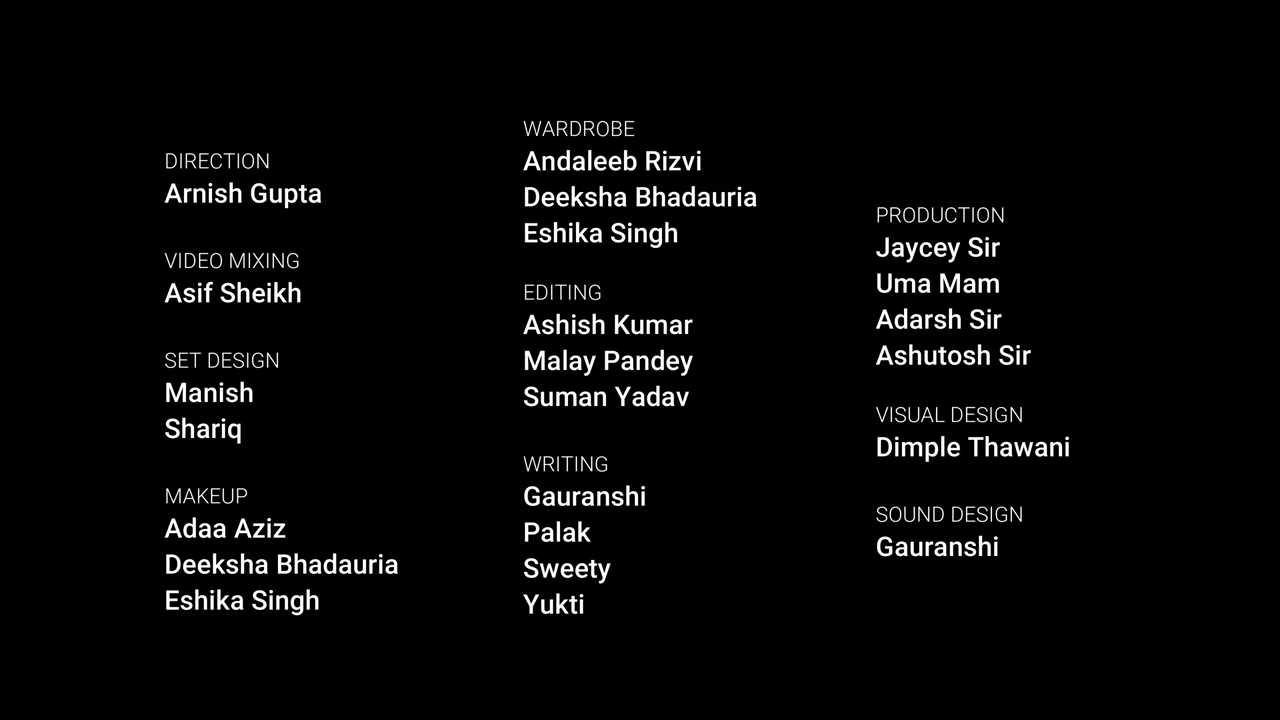 DIRECTION
Arnish Gupta
VIDEO MIXING
Asif Sheikh
SET DESIGN
Manish
Shariq
MAKEUP
Adaa Aziz
Deeksha Bhadauria
Eshika Singh
WARDROBE
Andaleeb Rizvi
Deeksha Bhadauria
Eshika Singh
EDITING
Ashish Kumar
Malay Pandey
Suman Yadav
WRITING
Gauranshi
Palak
Sweety
Yukti
PRODUCTION
Jaycey Sir
Uma Mam
Adarsh Sir
Ashutosh Sir
VISUAL DESIGN
Dimple Thawani
SOUND DESIGN
Gauranshi